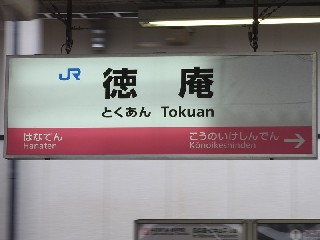 JR 徳庵
とくあん Tokuan
はなてん こうのいけしんでん
Hanaten Kōnoikeshinden